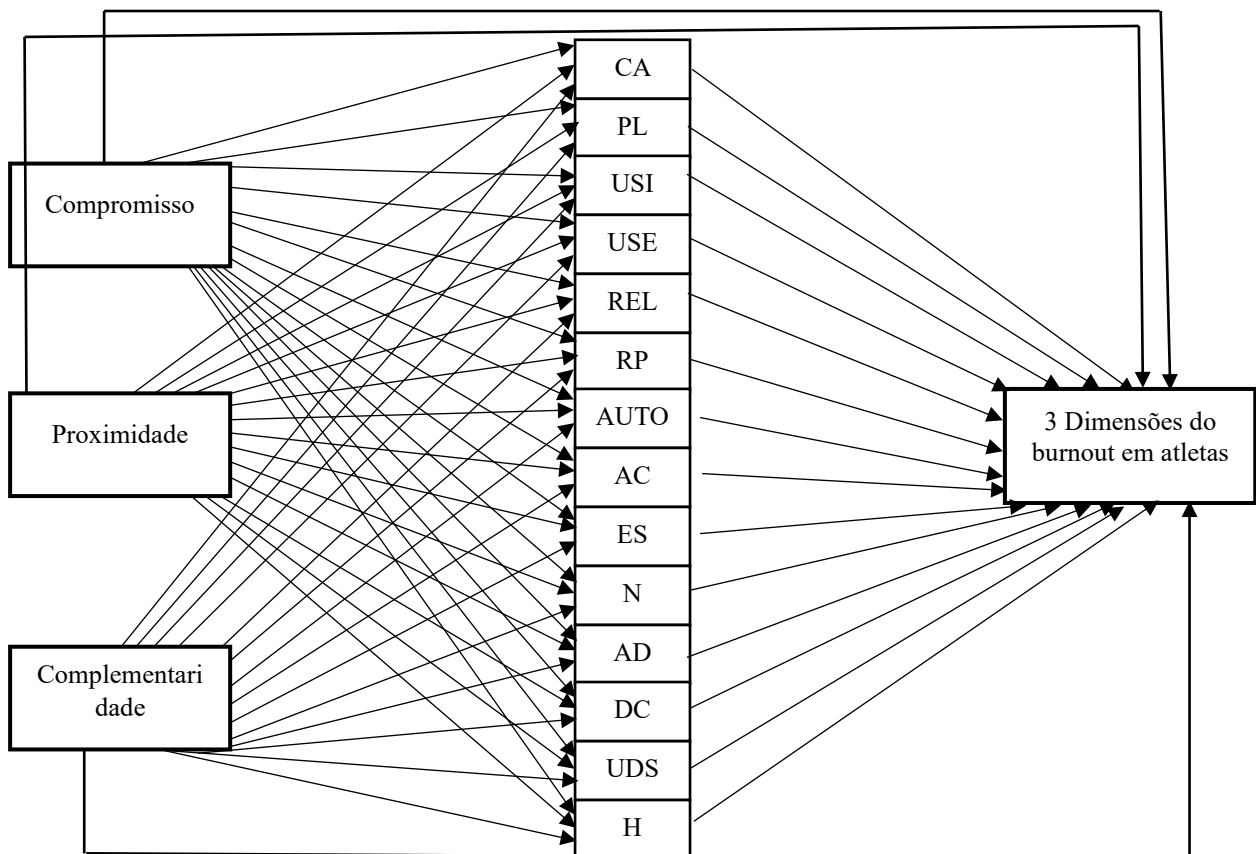 Compromisso
Proximidade
Complementari
dade
CA
PL
USI
USE
REL
RP
AUTO
AC
ES
N
AD
DC
UDS
H
3 Dimensões do
burnout em atletas